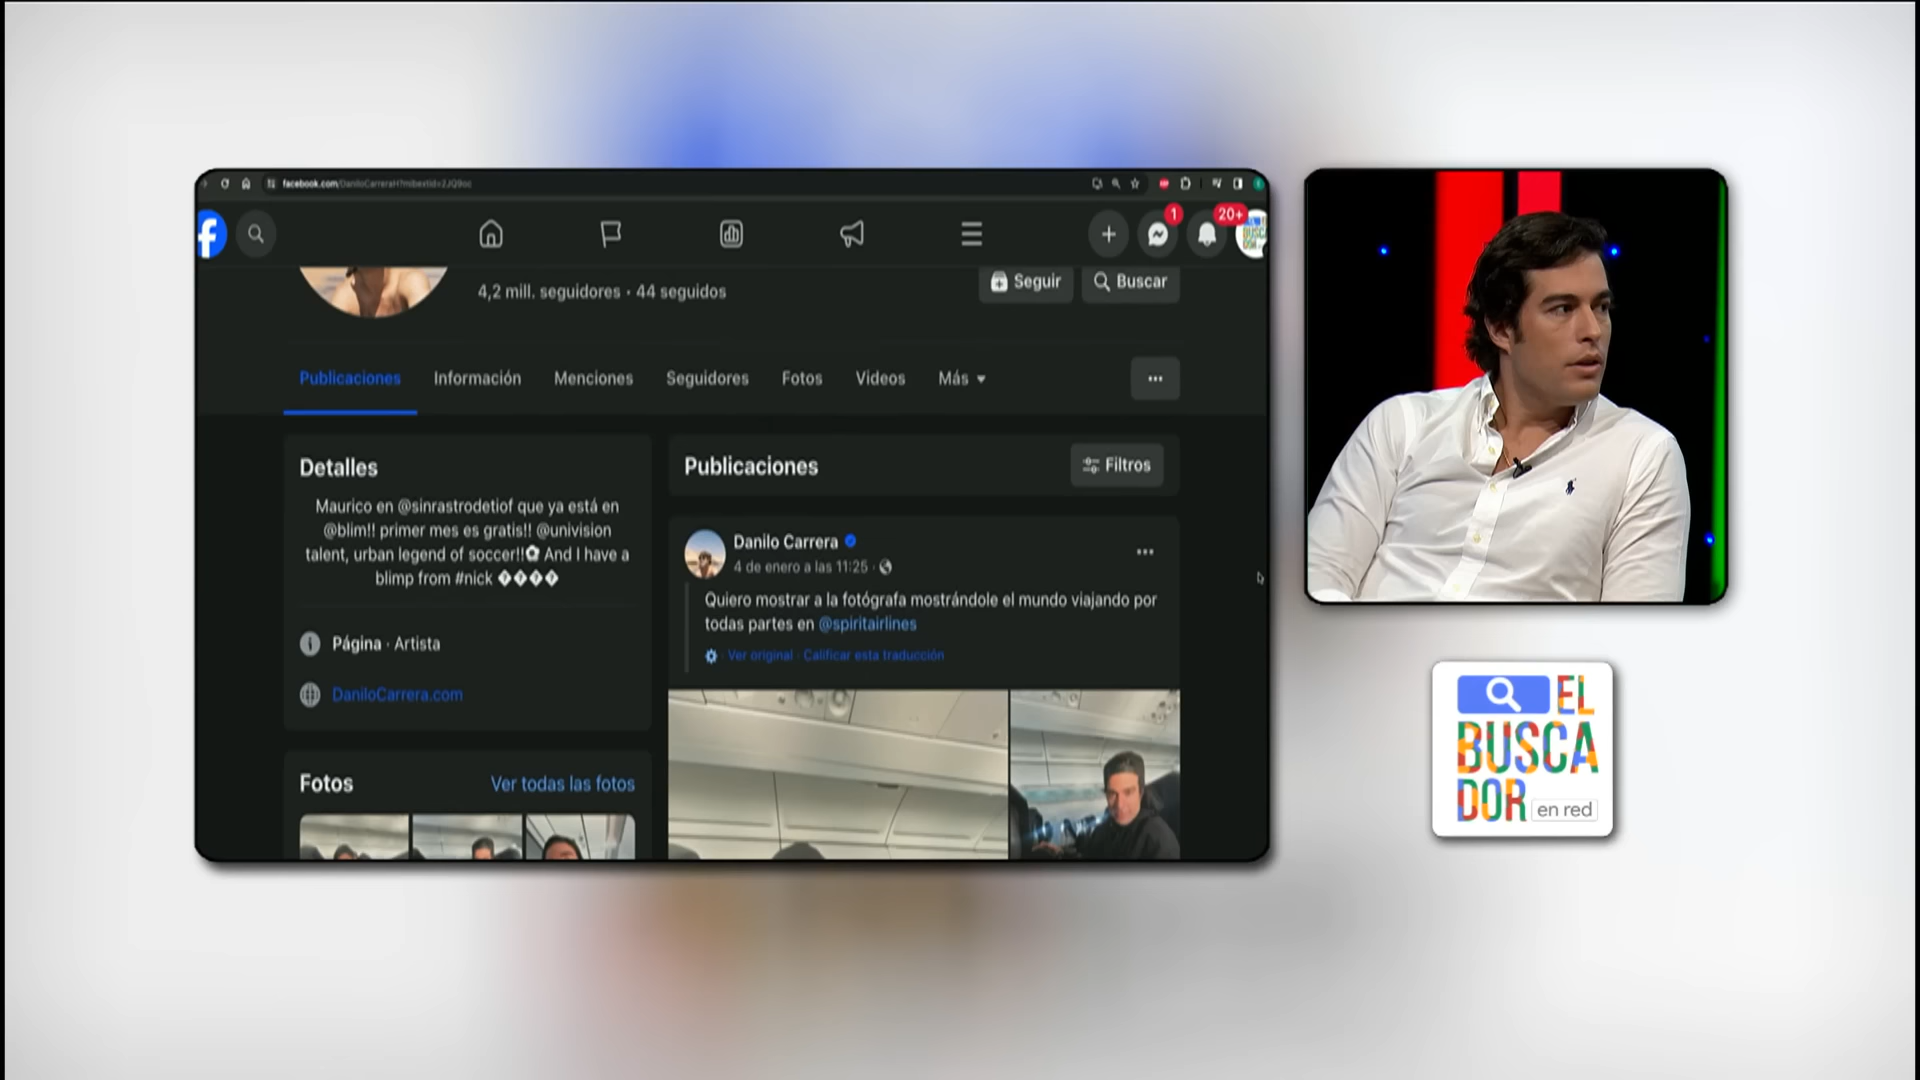 facebook.com/DaniloCarreraH?mibextid=2JQ9oc
1
20+
4,2 mill. seguidores · 44 seguidos
Seguir
Buscar
Publicaciones
Información
Menciones
Seguidores
Fotos
Videos
Más
Detalles
Maurico en @sinrastrodetiof que ya está en
@blim!! primer mes es gratis!! @univision
talent, urban legend of soccer!!⚽ And I have a
blimp from #nick ����
Página · Artista
DaniloCarrera.com
Fotos
Ver todas las fotos
Publicaciones
Filtros
Danilo Carrera
4 de enero a las 11:25 ·
Quiero mostrar a la fotógrafa mostrándole el mundo viajando por
todas partes en @spiritairlines
· Ver original · Calificar esta traducción
EL
BUSCA
DOR
en red